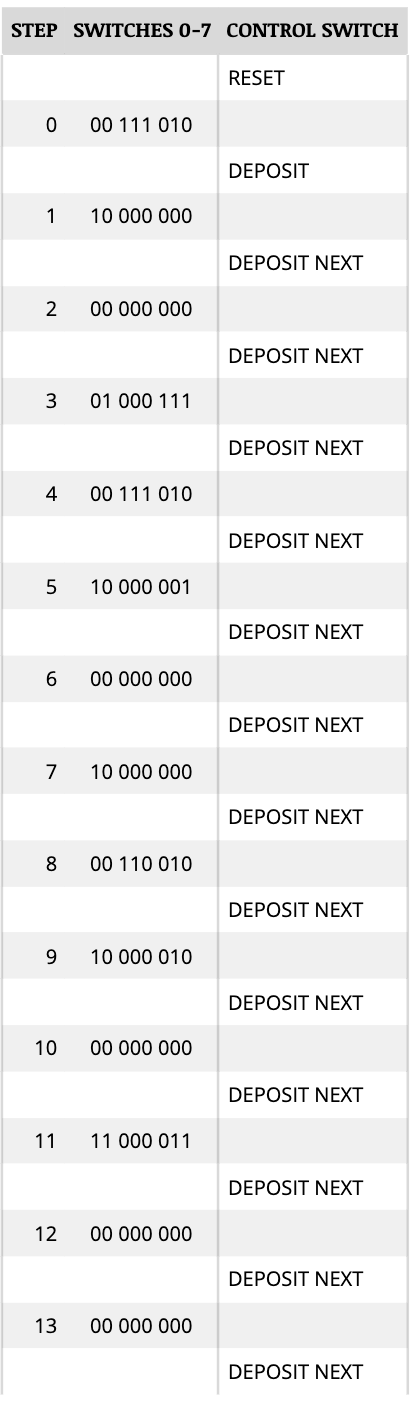 STEP SWITCHES 0-7 CONTROL SWITCH
RESET
0 00 111 010
DEPOSIT
1 10 000 000
DEPOSIT NEXT
2 00 000 000
DEPOSIT NEXT
3 01 000 111
DEPOSIT NEXT
4 00 111 010
DEPOSIT NEXT
5 10 000 001
DEPOSIT NEXT
6 00 000 000
DEPOSIT NEXT
7 10 000 000
DEPOSIT NEXT
8 00 110 010
DEPOSIT NEXT
9 10 000 010
DEPOSIT NEXT
10 00 000 000
DEPOSIT NEXT
11 11 000 011
DEPOSIT NEXT
12 00 000 000
DEPOSIT NEXT
13 00 000 000
DEPOSIT NEXT